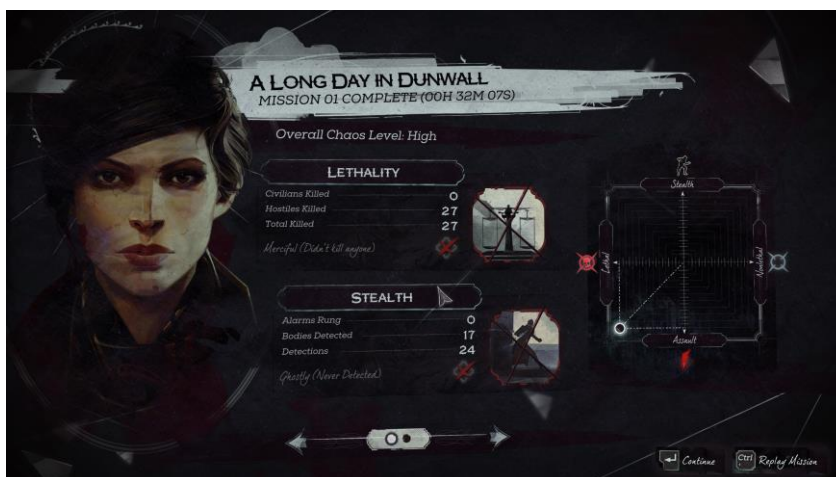 A LONG DAY IN DUNWALL
MISSION 01 COMPLETE (00H 32M 07S)
Overall Chaos Level: High
LETHALITY
Civilians Killed 0
Hostiles Killed 27
Total Killed 27
Merciful (Didn't kill anyone)
STEALTH
Alarms Rung 0
Bodies Detected 17
Detections 24
Ghostly (Never Detected)
Stealth
Lethal
Nonlethal
Assault
Continue
Ctrl Replay Mission